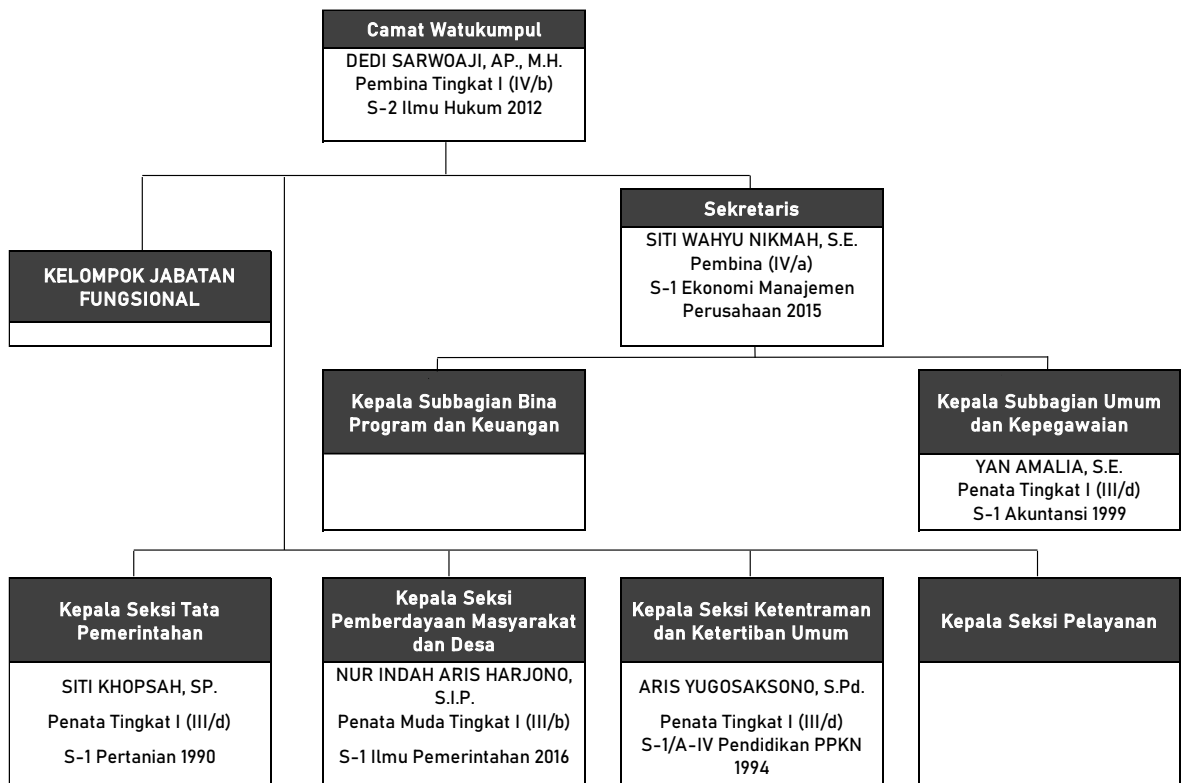 Camat Watukumpul
DEDI SARWOAJI, AP., M.H.
Pembina Tingkat I (IV/b)
S-2 Ilmu Hukum 2012
Sekretaris
SITI WAHYU NIKMAH, S.E.
Pembina (IV/a)
S-1 Ekonomi Manajemen
Perusahaan 2015
KELOMPOK JABATAN
FUNGSIONAL
Kepala Subbagian Bina
Program dan Keuangan
Kepala Subbagian Umum
dan Kepegawaian
YAN AMALIA, S.E.
Penata Tingkat I (III/d)
S-1 Akuntansi 1999
Kepala Seksi Tata
Pemerintahan
SITI KHOPSAH, SP.
Penata Tingkat I (III/d)
S-1 Pertanian 1990
Kepala Seksi
Pemberdayaan Masyarakat
dan Desa
NUR INDAH ARIS HARJONO,
S.I.P.
Penata Muda Tingkat I (III/b)
S-1 Ilmu Pemerintahan 2016
Kepala Seksi Ketentraman
dan Ketertiban Umum
ARIS YUGOSAKSONO, S.Pd.
Penata Tingkat I (III/d)
S-1/A-IV Pendidikan PPKN
1994
Kepala Seksi Pelayanan